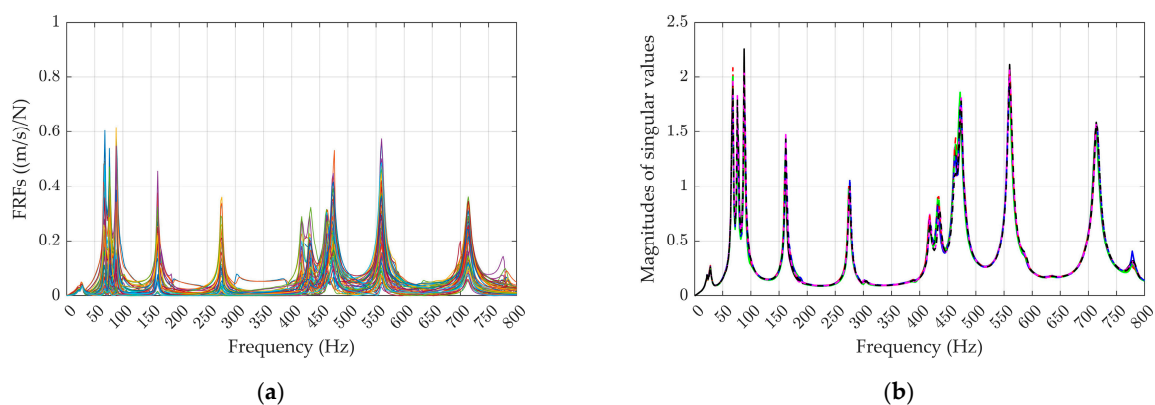 1
0.8
0.6
0.4
0.2
0
FRFs ((m/s)/N)
0 50 100 150 200 250 300 350 400 450 500 550 600 650 700 750 800
Frequency (Hz)
(a)
2.5
2
1.5
1
0.5
0
Magnitudes of singular values
0 50 100 150 200 250 300 350 400 450 500 550 600 650 700 750 800
Frequency (Hz)
(b)